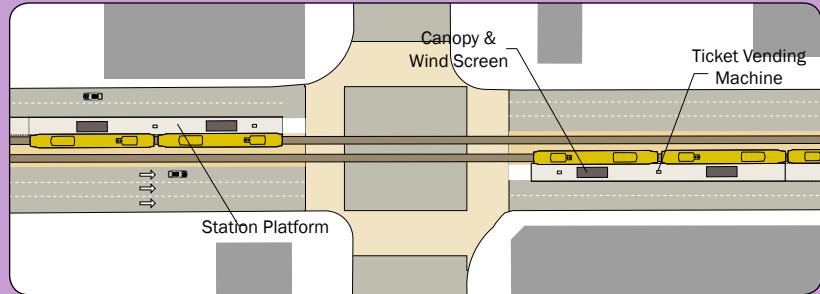 Canopy &
Wind Screen
Ticket Vending
Machine
Station Platform